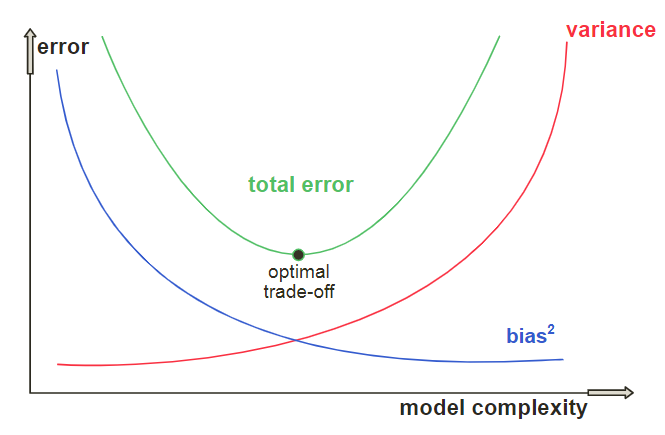 variance
error
total error
optimal
trade-off
bias²
model complexity